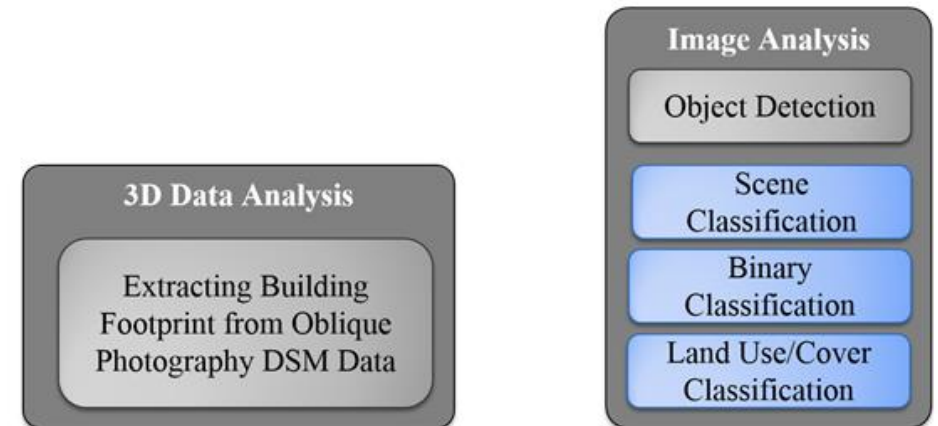 3D Data Analysis
Extracting Building
Footprint from Oblique
Photography DSM Data
Image Analysis
Object Detection
Scene
Classification
Binary
Classification
Land Use/Cover
Classification